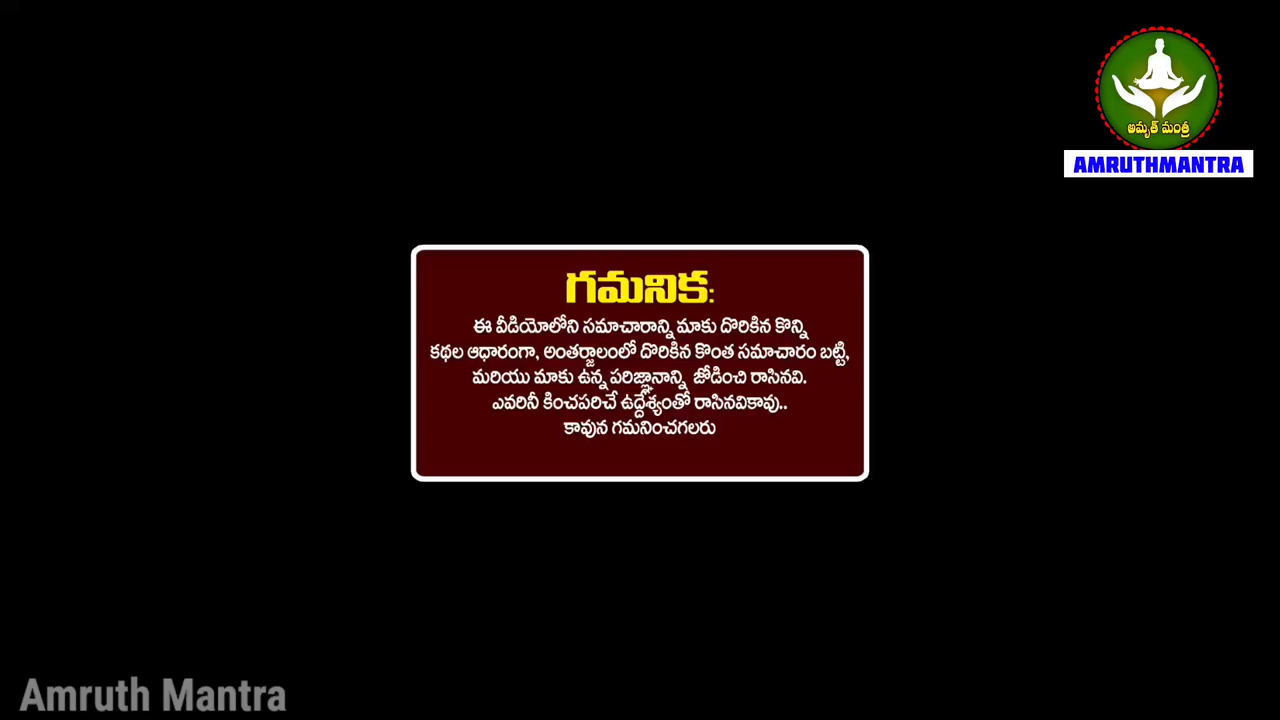 అమృత్ మంత్ర
AMRUTHMANTRA
గమనిక:
ఈ వీడియోలోని సమాచారాన్ని మాకు దొరికిన కొన్ని
కథల ఆధారంగా, అంతర్జాలంలో దొరికిన కొంత సమాచారం బట్టి,
మరియు మాకు ఉన్న పరిజ్ఞానాన్ని జోడించి రాసినవి.
ఎవరినీ కించపరిచే ఉద్దేశ్యంతో రాసినవికావు..
కావున గమనించగలరు
Amruth Mantra